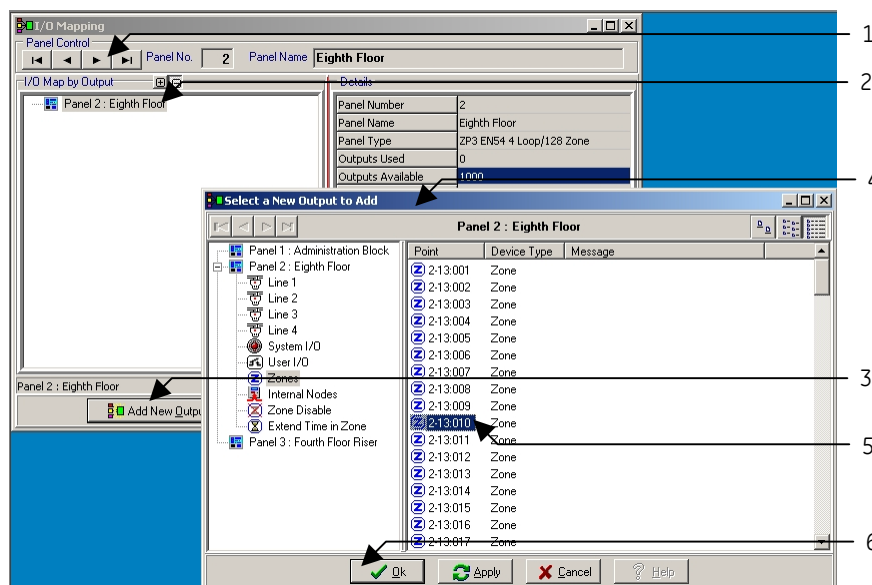 I/O Mapping
1
Panel Control
Panel No. 2 Panel Name Eighth Floor
I/O Map by Output
Details
2
Panel 2 : Eighth Floor
Panel Number 2
Panel Name Eighth Floor
Panel Type ZP3 EN54 4 Loop/128 Zone
Outputs Used 0
Outputs Available 1000
4
Select a New Output to Add
Panel 2 : Eighth Floor
Panel 1 : Administration Block
Panel 2 : Eighth Floor
Line 1
Line 2
Line 3
Line 4
System I/O
User I/O
Zones
Internal Nodes
Zone Disable
Extend Time in Zone
Panel 3 : Fourth Floor Riser
Point Device Type Message
2-13:001 Zone
2-13:002 Zone
2-13:003 Zone
2-13:004 Zone
2-13:005 Zone
2-13:006 Zone
2-13:007 Zone
2-13:008 Zone
2-13:009 Zone
2-13:010 Zone
2-13:011 Zone
2-13:012 Zone
2-13:013 Zone
2-13:014 Zone
2-13:015 Zone
2-13:016 Zone
2-13:017 Zone
Panel 2 : Eighth Floor
3
Add New Outpu
5
6
Ok
Apply
Cancel
Help